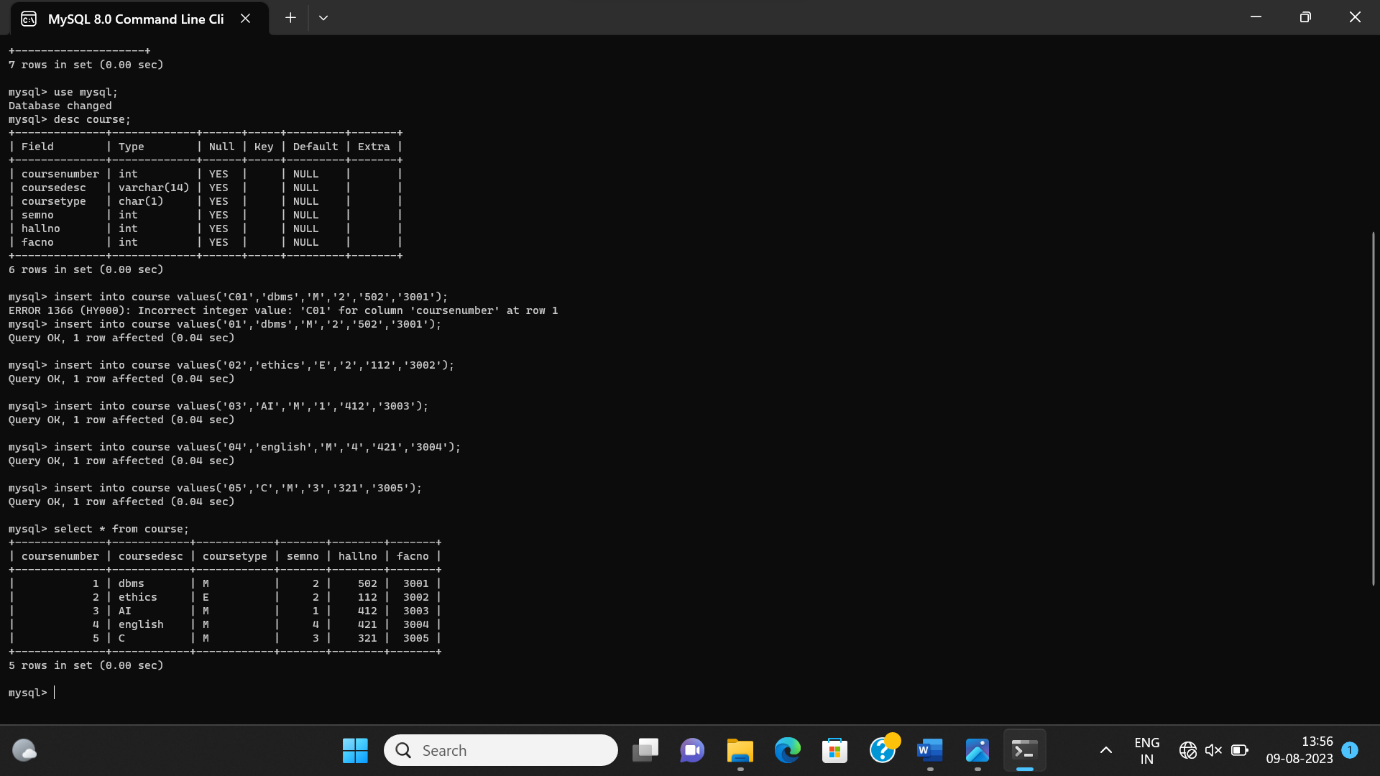 MySQL 8.0 Command Line Cli
+--------------------+
7 rows in set (0.00 sec)
mysql> use mysql;
Database changed
mysql> desc course;
+--------------+-------------+------+-----+---------+-------+
| Field        | Type        | Null | Key | Default | Extra |
+--------------+-------------+------+-----+---------+-------+
| coursenumber | int         | YES  |     | NULL    |       |
| coursedesc   | varchar(14) | YES  |     | NULL    |       |
| coursetype   | char(1)     | YES  |     | NULL    |       |
| semno        | int         | YES  |     | NULL    |       |
| hallno       | int         | YES  |     | NULL    |       |
| facno        | int         | YES  |     | NULL    |       |
+--------------+-------------+------+-----+---------+-------+
6 rows in set (0.00 sec)
mysql> insert into course values('C01','dbms','M','2','502','3001');
ERROR 1366 (HY000): Incorrect integer value: 'C01' for column 'coursenumber' at row 1
mysql> insert into course values('01','dbms','M','2','502','3001');
Query OK, 1 row affected (0.04 sec)
mysql> insert into course values('02','ethics','E','2','112','3002');
Query OK, 1 row affected (0.04 sec)
mysql> insert into course values('03','AI','M','1','412','3003');
Query OK, 1 row affected (0.04 sec)
mysql> insert into course values('04','english','M','4','421','3004');
Query OK, 1 row affected (0.04 sec)
mysql> insert into course values('05','C','M','3','321','3005');
Query OK, 1 row affected (0.04 sec)
mysql> select * from course;
+--------------+------------+------------+-------+--------+-------+
| coursenumber | coursedesc | coursetype | semno | hallno | facno |
+--------------+------------+------------+-------+--------+-------+
|            1 | dbms       | M          |     2 |    502 |  3001 |
|            2 | ethics     | E          |     2 |    112 |  3002 |
|            3 | AI         | M          |     1 |    412 |  3003 |
|            4 | english    | M          |     4 |    421 |  3004 |
|            5 | C          | M          |     3 |    321 |  3005 |
+--------------+------------+------------+-------+--------+-------+
5 rows in set (0.00 sec)
mysql>
Search
ENG
IN
13:56
09-08-2023
1